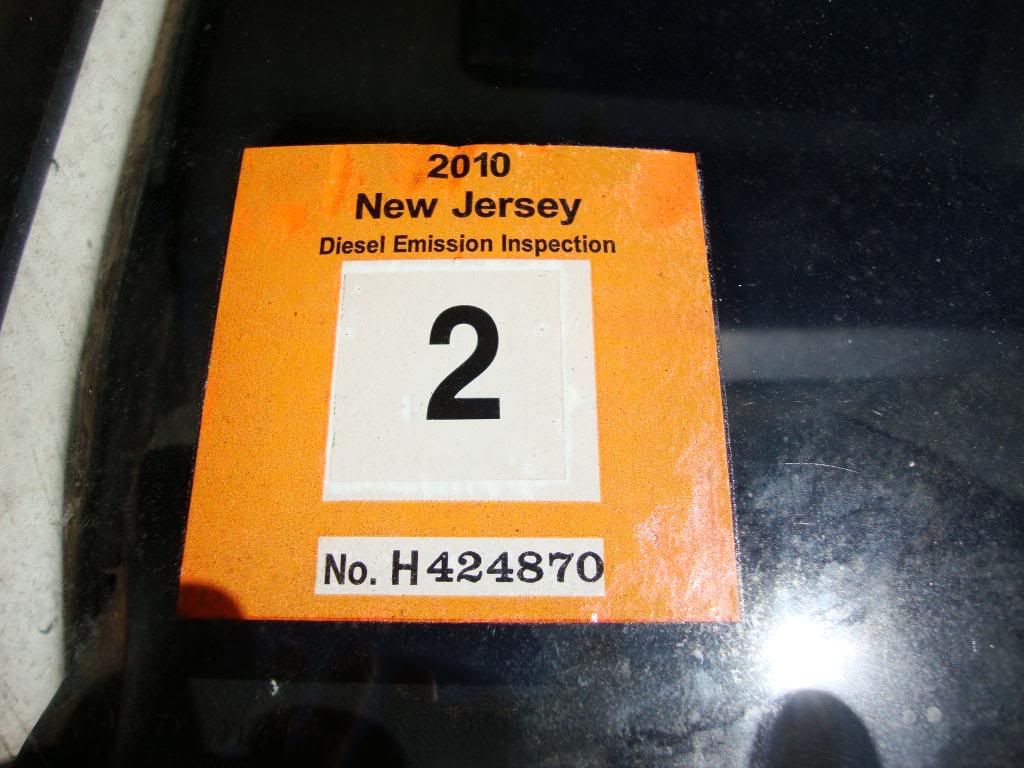 2010
New Jersey
Diesel Emission Inspection
2
No. H424870